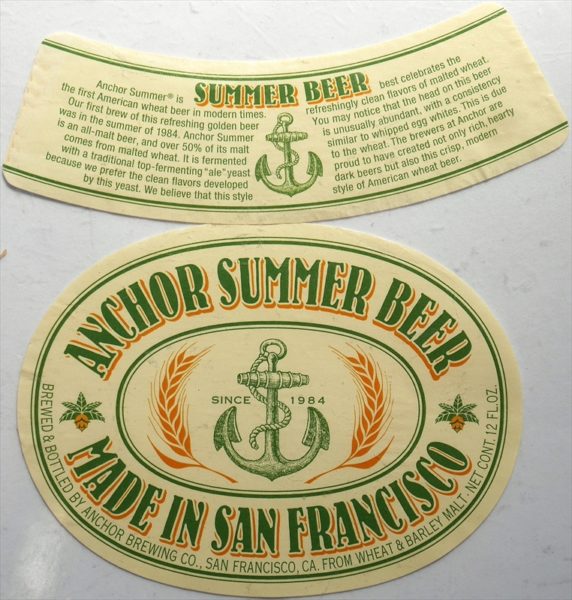 SUMMER BEER
Anchor Summer® is
the first American wheat beer in modern times.
Our first brew of this refreshing golden beer
was in the summer of 1984. Anchor Summer
is an all-malt beer, and over 50% of its malt
comes from malted wheat. It is fermented
with a traditional top-fermenting "ale" yeast
because we prefer the clean flavors developed
by this yeast. We believe that this style
best celebrates the
refreshingly clean flavors of malted wheat.
You may notice that the head on this beer
is unusually abundant, with a consistency
similar to whipped egg whites. This is due
to the wheat. The brewers at Anchor are
proud to have created not only rich, hearty
dark beers but also this crisp, modern
style of American wheat beer.
ANCHOR SUMMER BEER
SINCE 1984
MADE IN SAN FRANCISCO
BREWED & BOTTLED BY ANCHOR BREWING CO., SAN FRANCISCO, CA. FROM WHEAT & BARLEY MALT · NET CONT. 12 FL. OZ.